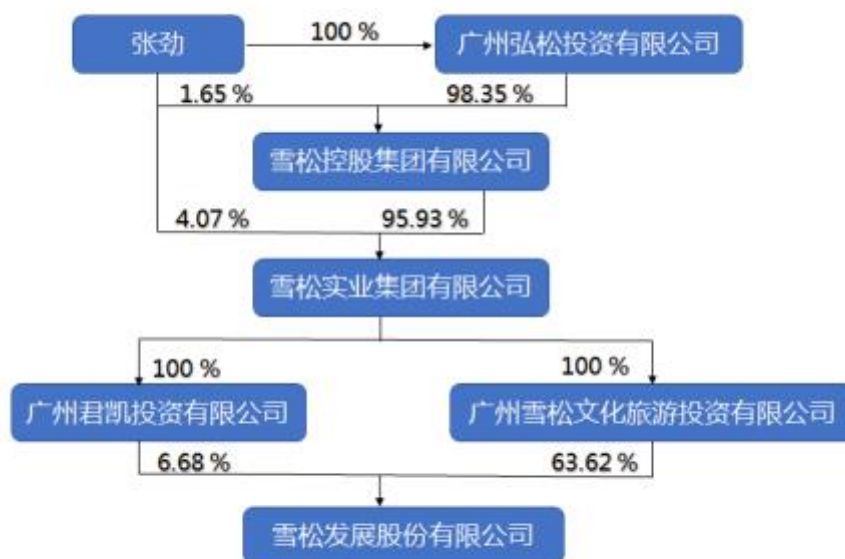 张劲
100 %
广州弘松投资有限公司
1.65 %
98.35 %
雪松控股集团有限公司
4.07 %
95.93 %
雪松实业集团有限公司
100 %
100 %
广州君凯投资有限公司
广州雪松文化旅游投资有限公司
6.68 %
63.62 %
雪松发展股份有限公司